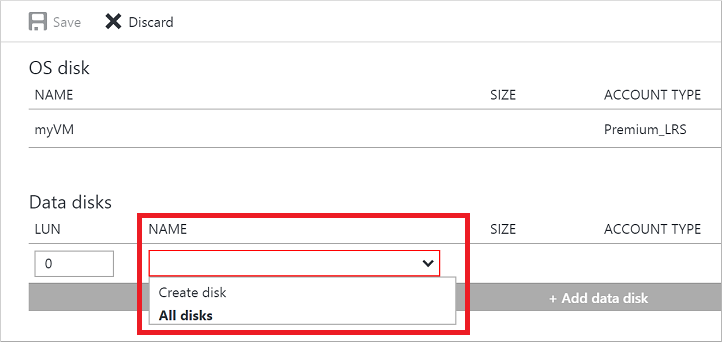 Save Discard
OS disk
NAME SIZE ACCOUNT TYPE
myVM Premium_LRS
Data disks
LUN NAME SIZE ACCOUNT TYPE
0
Create disk
+ Add data disk
All disks